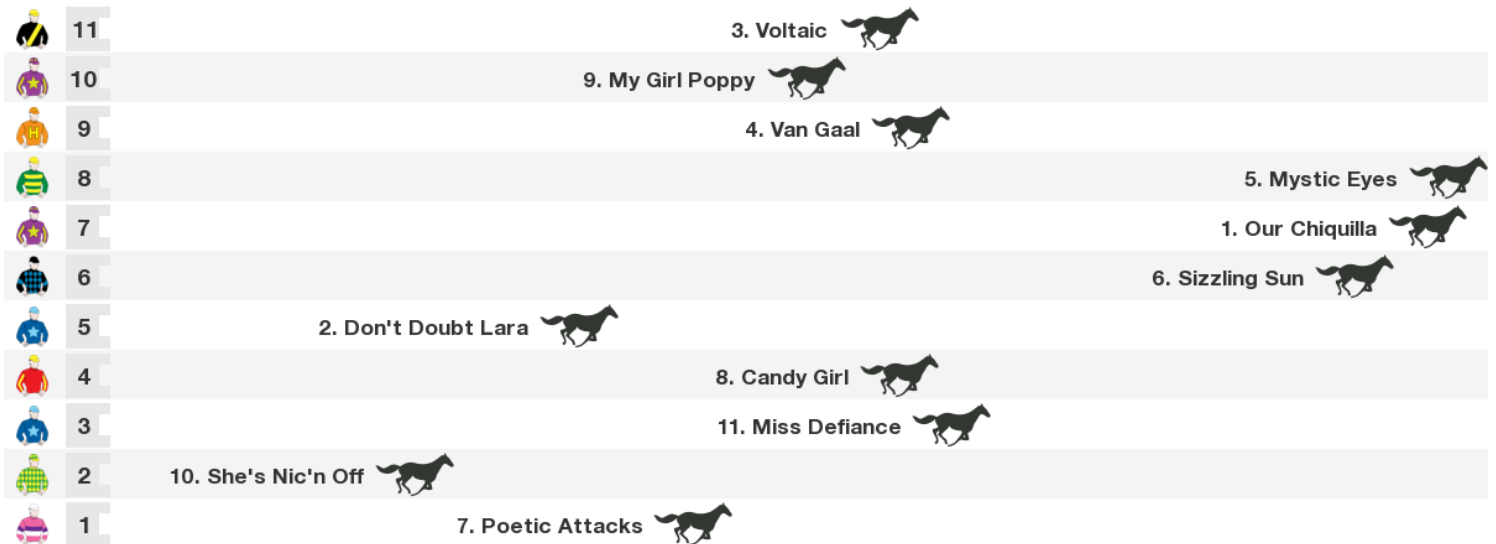 11 3. Voltaic
10 9. My Girl Poppy
9 4. Van Gaal
8 5. Mystic Eyes
7 1. Our Chiquilla
6 6. Sizzling Sun
5 2. Don't Doubt Lara
4 8. Candy Girl
3 11. Miss Defiance
2 10. She's Nic'n Off
1 7. Poetic Attacks